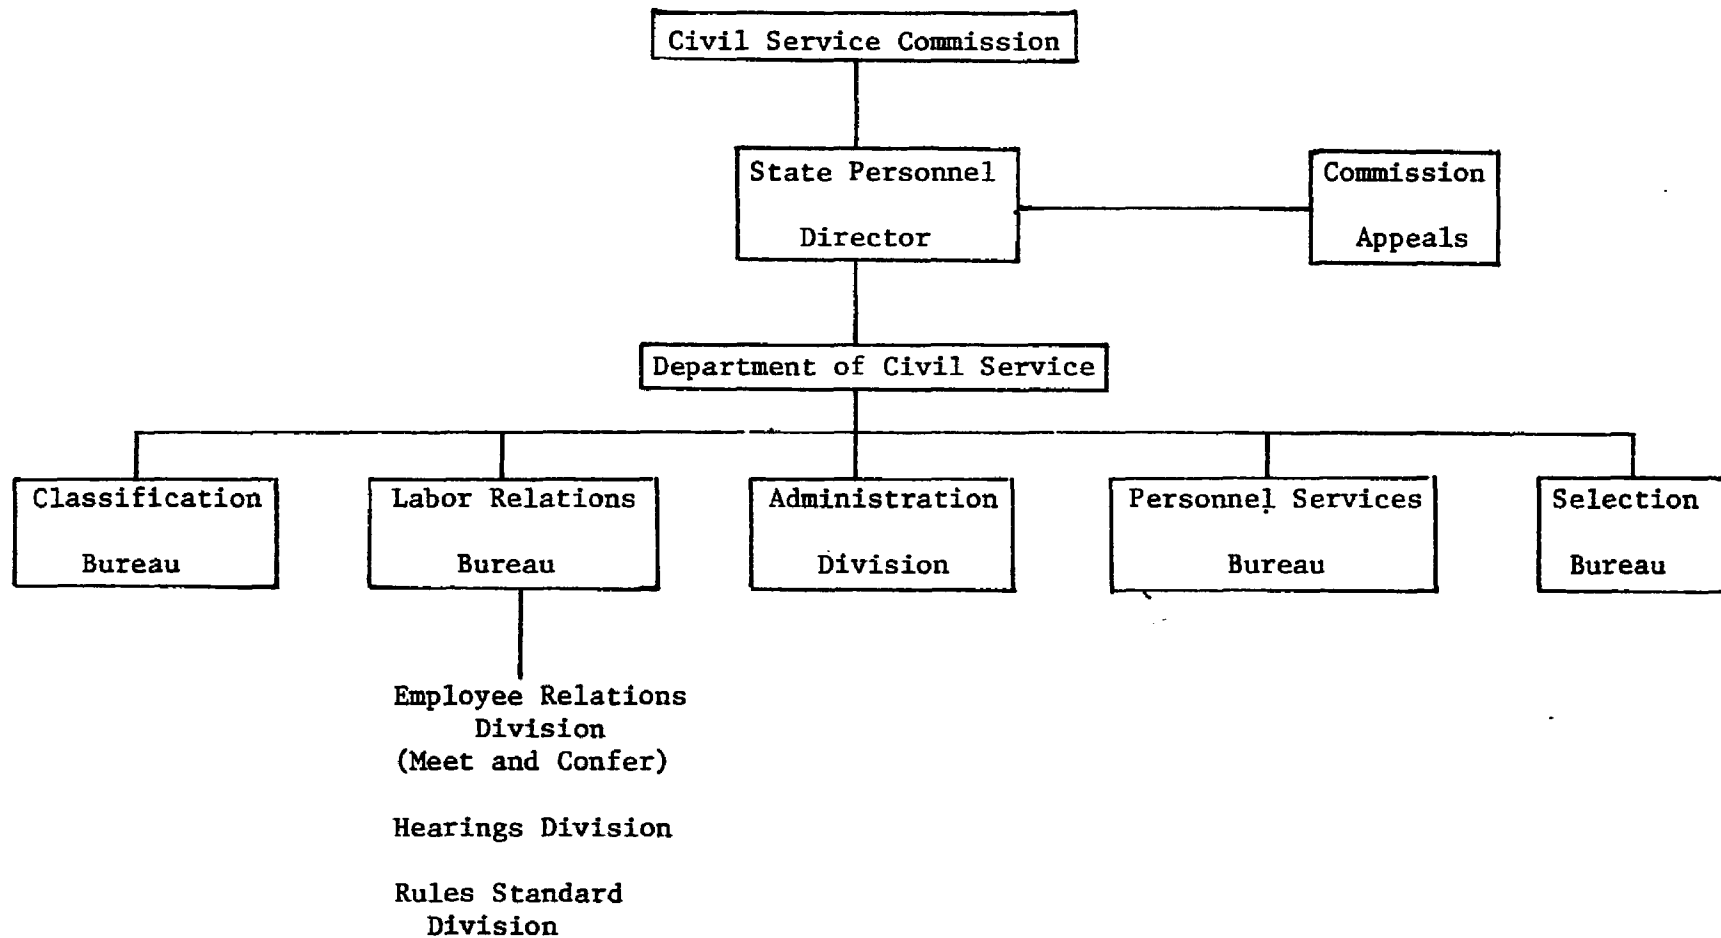 Civil Service Commission
State Personnel
Director
Commission
Appeals
Department of Civil Service
Classification
Bureau
Labor Relations
Bureau
Administration
Division
Personnel Services
Bureau
Selection
Bureau
Employee Relations
Division
(Meet and Confer)
Hearings Division
Rules Standard
Division